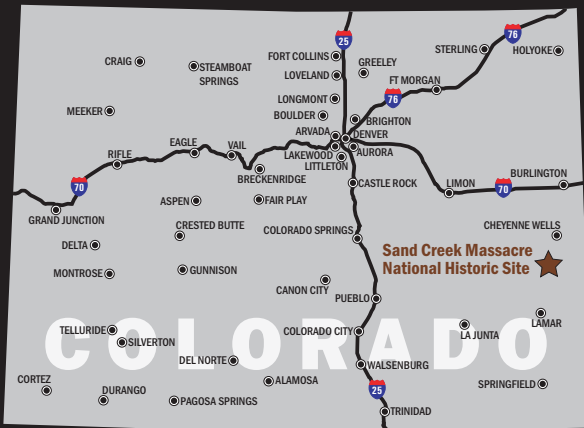 76
25
STERLING
HOLYOKE
FORT COLLINS
CRAIG
STEAMBOAT
SPRINGS
GREELEY
LOVELAND
FT MORGAN
76
LONGMONT
MEEKER
BOULDER
BRIGHTON
ARVADA
DENVER
EAGLE
VAIL
RIFLE
LAKEWOOD
AURORA
LITTLETON
BRECKENRIDGE
CASTLE ROCK
LIMON
70
BURLINGTON
70
ASPEN
FAIR PLAY
GRAND JUNCTION
CRESTED BUTTE
COLORADO SPRINGS
CHEYENNE WELLS
DELTA
Sand Creek Massacre
National Historic Site
MONTROSE
GUNNISON
CANON CITY
PUEBLO
LAMAR
TELLURIDE
SILVERTON
COLORADO CITY
LA JUNTA
COLORADO
DEL NORTE
WALSENBURG
CORTEZ
DURANGO
ALAMOSA
25
SPRINGFIELD
PAGOSA SPRINGS
TRINIDAD